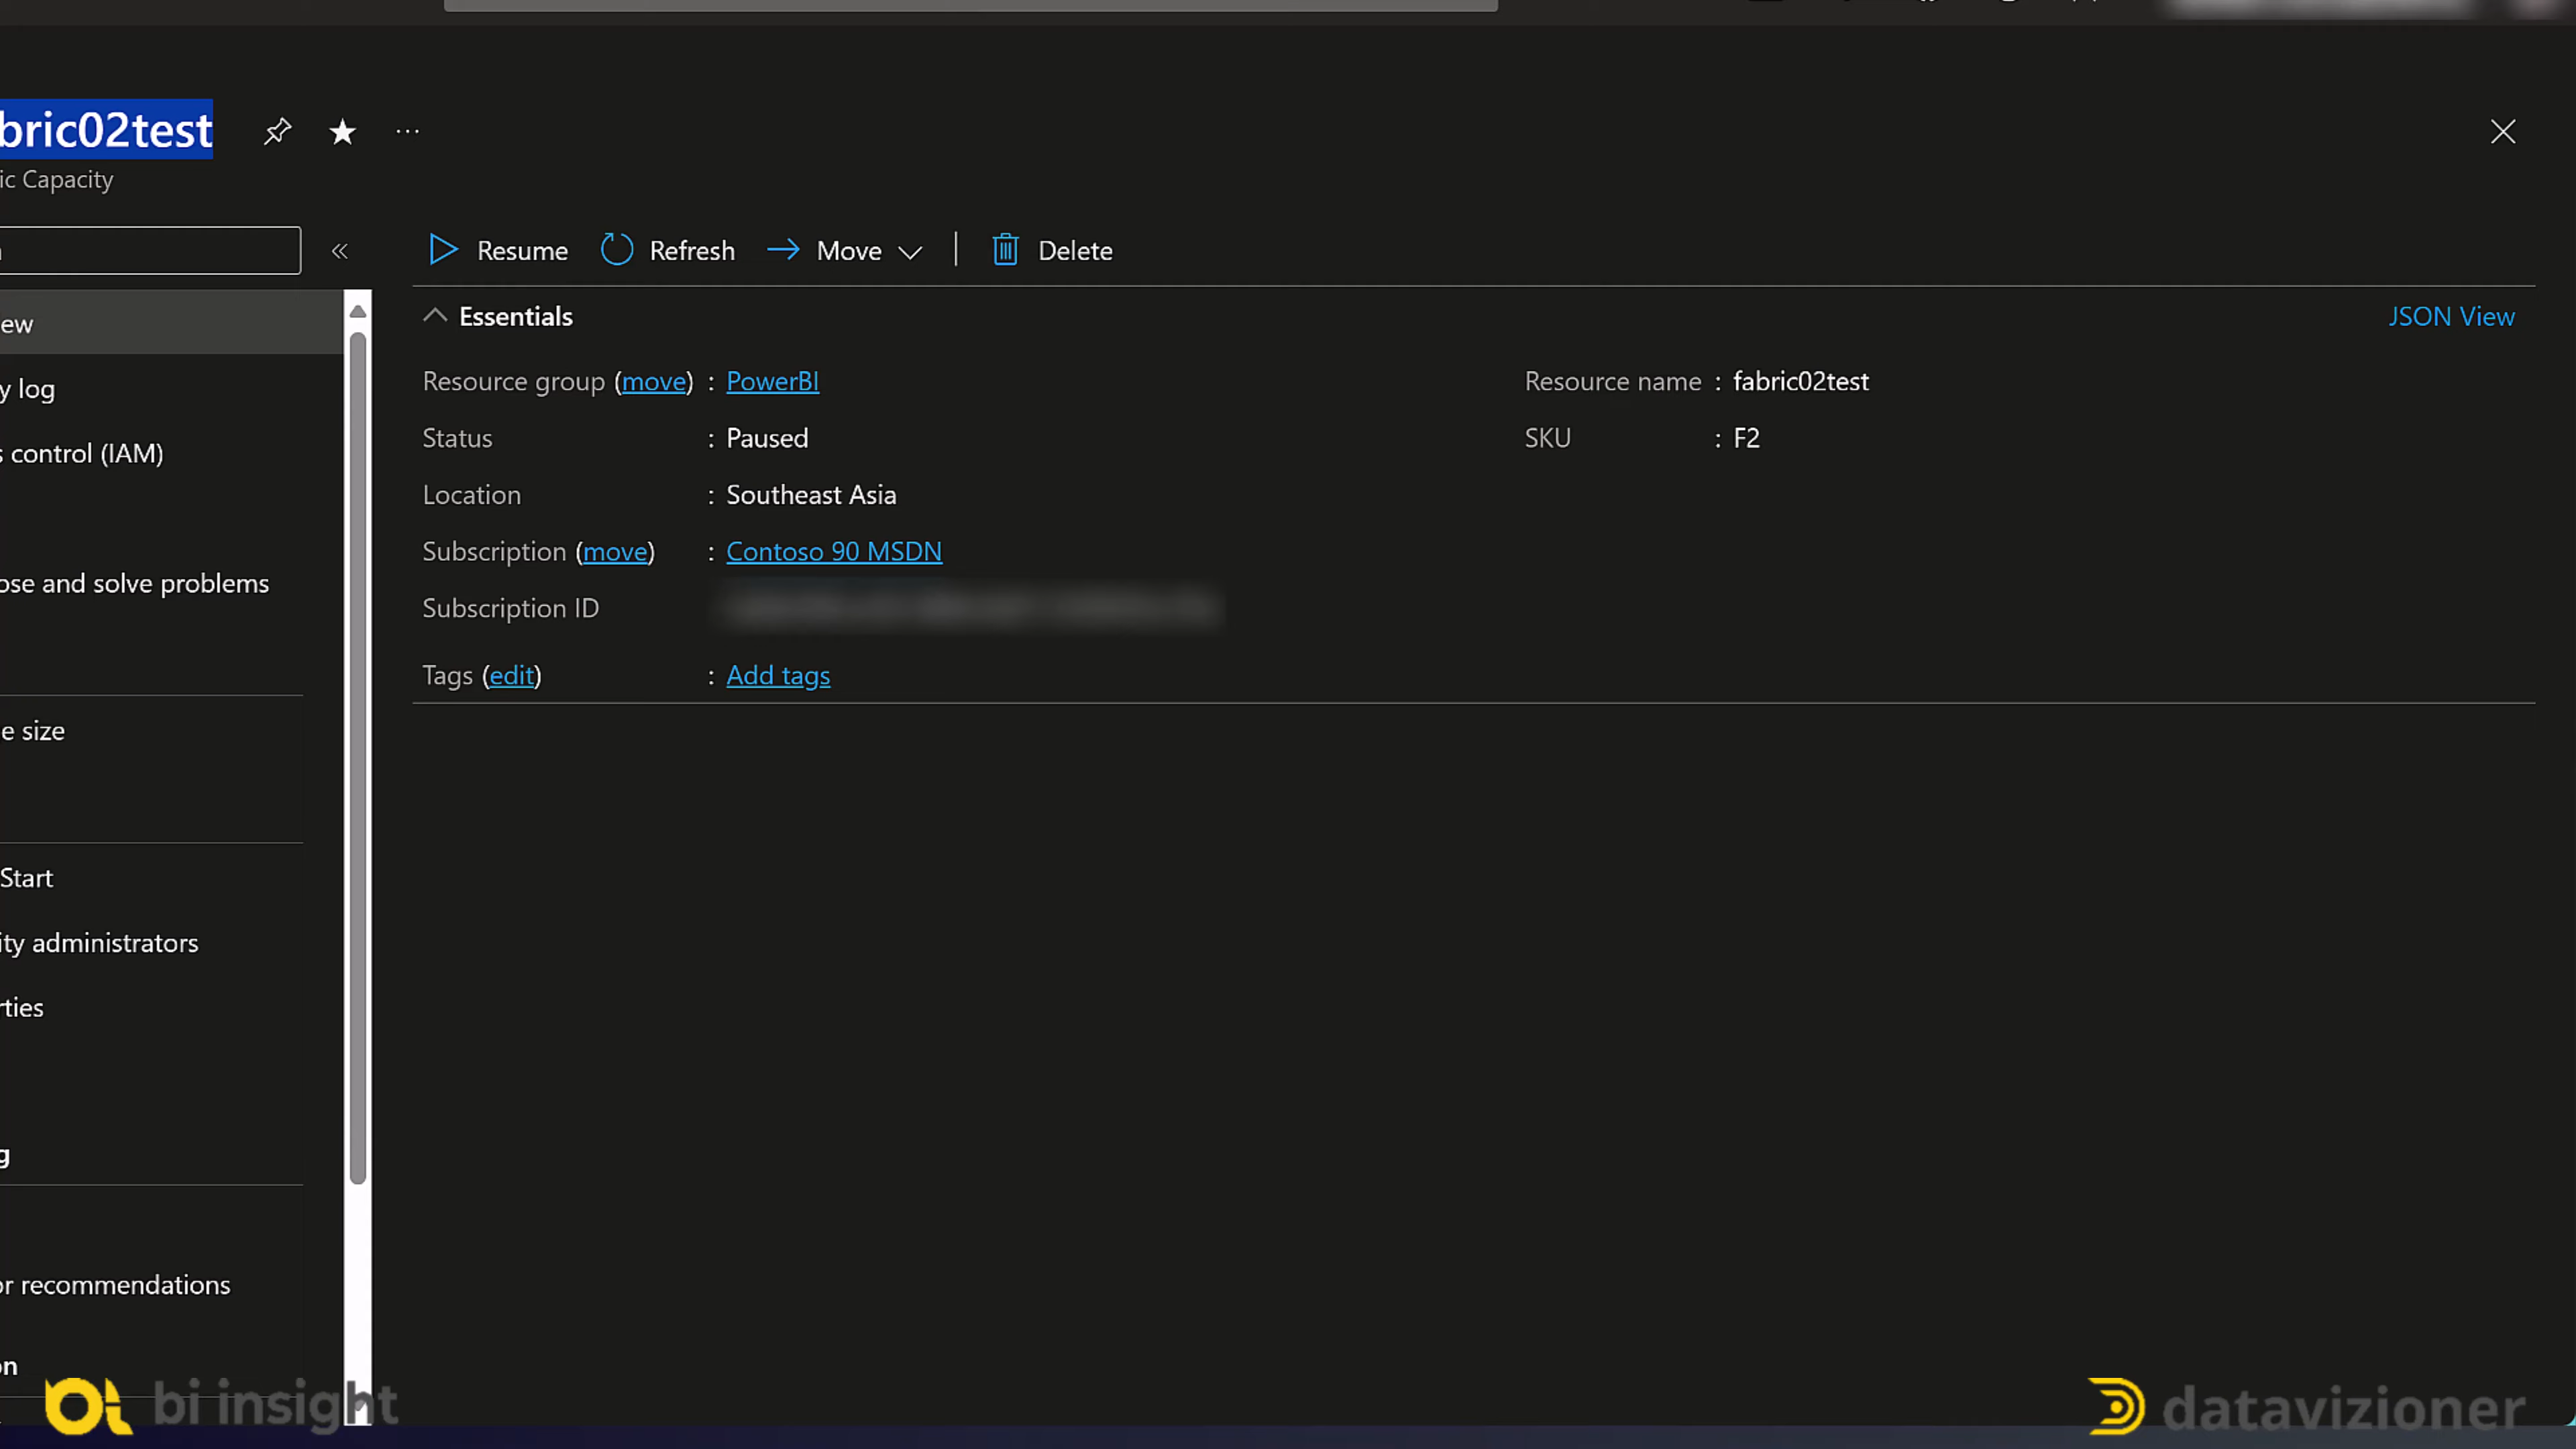 bric02test
ic Capacity
Resume Refresh Move Delete
Essentials
JSON View
Resource group (move) : PowerBI
Resource name : fabric02test
Status : Paused
SKU : F2
Location : Southeast Asia
Subscription (move) : Contoso 90 MSDN
Subscription ID
Tags (edit) : Add tags
ew
y log
s control (IAM)
ose and solve problems
e size
Start
ity administrators
rties
g
or recommendations
on
bi insight
datavizioner